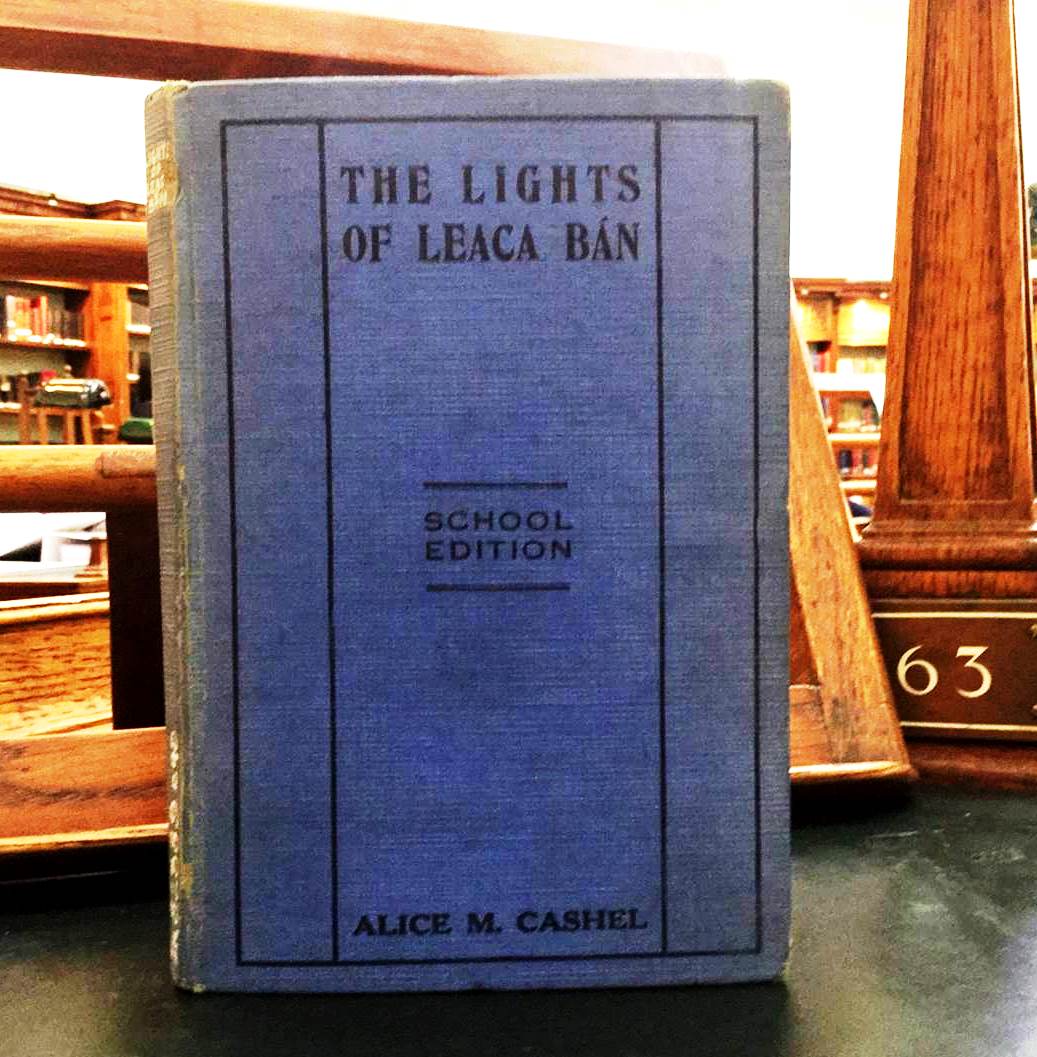 THE LIGHTS
OF LEACA BÁN
SCHOOL
EDITION
ALICE M. CASHEL
63